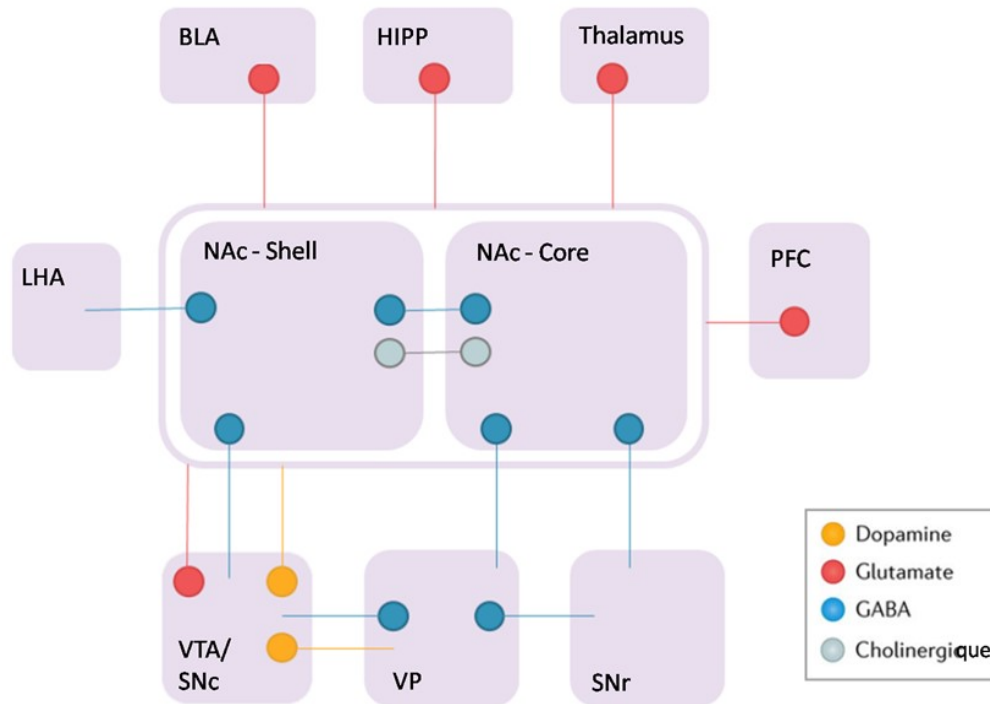 BLA
HIPP
Thalamus
NAc - Shell
NAc - Core
LHA
PFC
VTA/
SNc
VP
SNr
Dopamine
Glutamate
GABA
Cholinergique